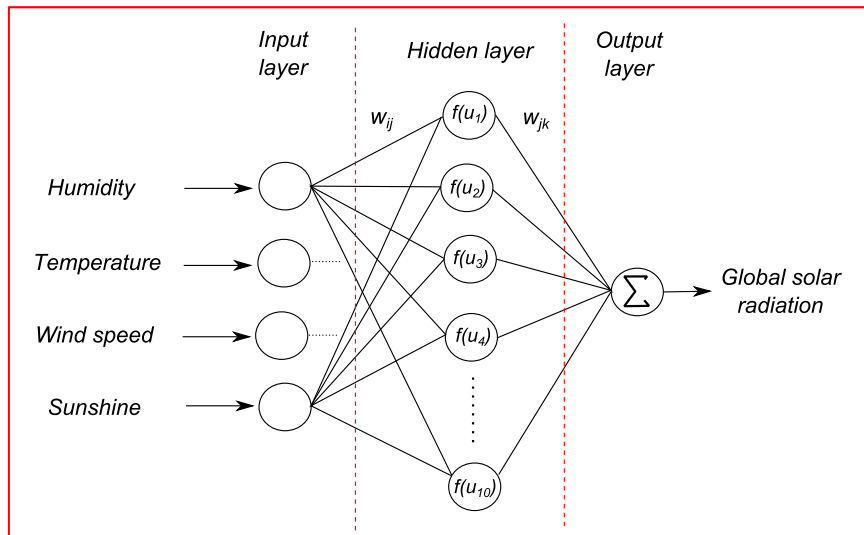 Input
layer
Hidden layer
Output
layer
w_ij
w_jk
f(u_1)
f(u_2)
f(u_3)
f(u_4)
f(u_10)
Humidity
Temperature
Wind speed
Sunshine
Σ
Global solar
radiation